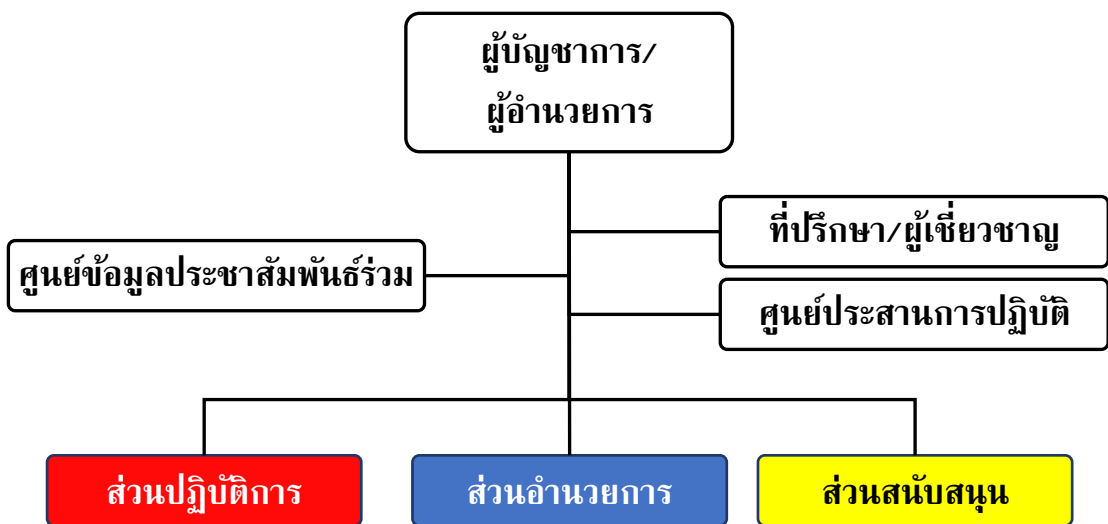 ผู้บัญชาการ/
ผู้อำนวยการ
ที่ปรึกษา/ผู้เชี่ยวชาญ
ศูนย์ข้อมูลประชาสัมพันธ์ร่วม
ศูนย์ประสานการปฏิบัติ
ส่วนปฏิบัติการ
ส่วนอำนวยการ
ส่วนสนับสนุน